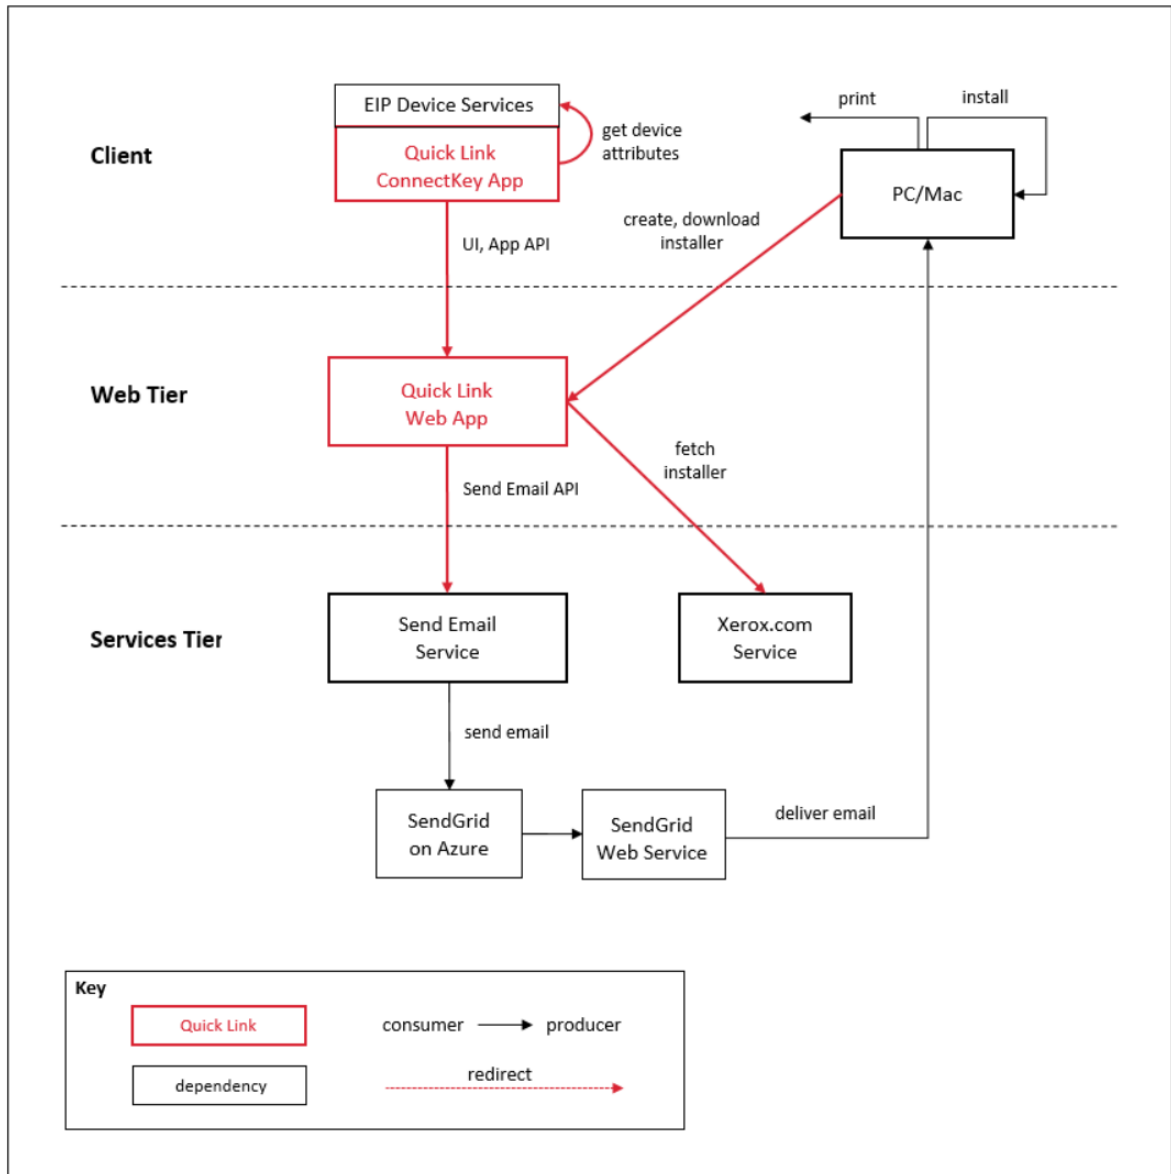 EIP Device Services
print
install
get device
attributes
Client
Quick Link
ConnectKey App
PC/Mac
create, download
installer
UI, App API
Web Tier
Quick Link
Web App
fetch
installer
Send Email API
Services Tier
Send Email
Service
Xerox.com
Service
send email
SendGrid
on Azure
SendGrid
Web Service
deliver email
Key
Quick Link
consumer
producer
dependency
redirect